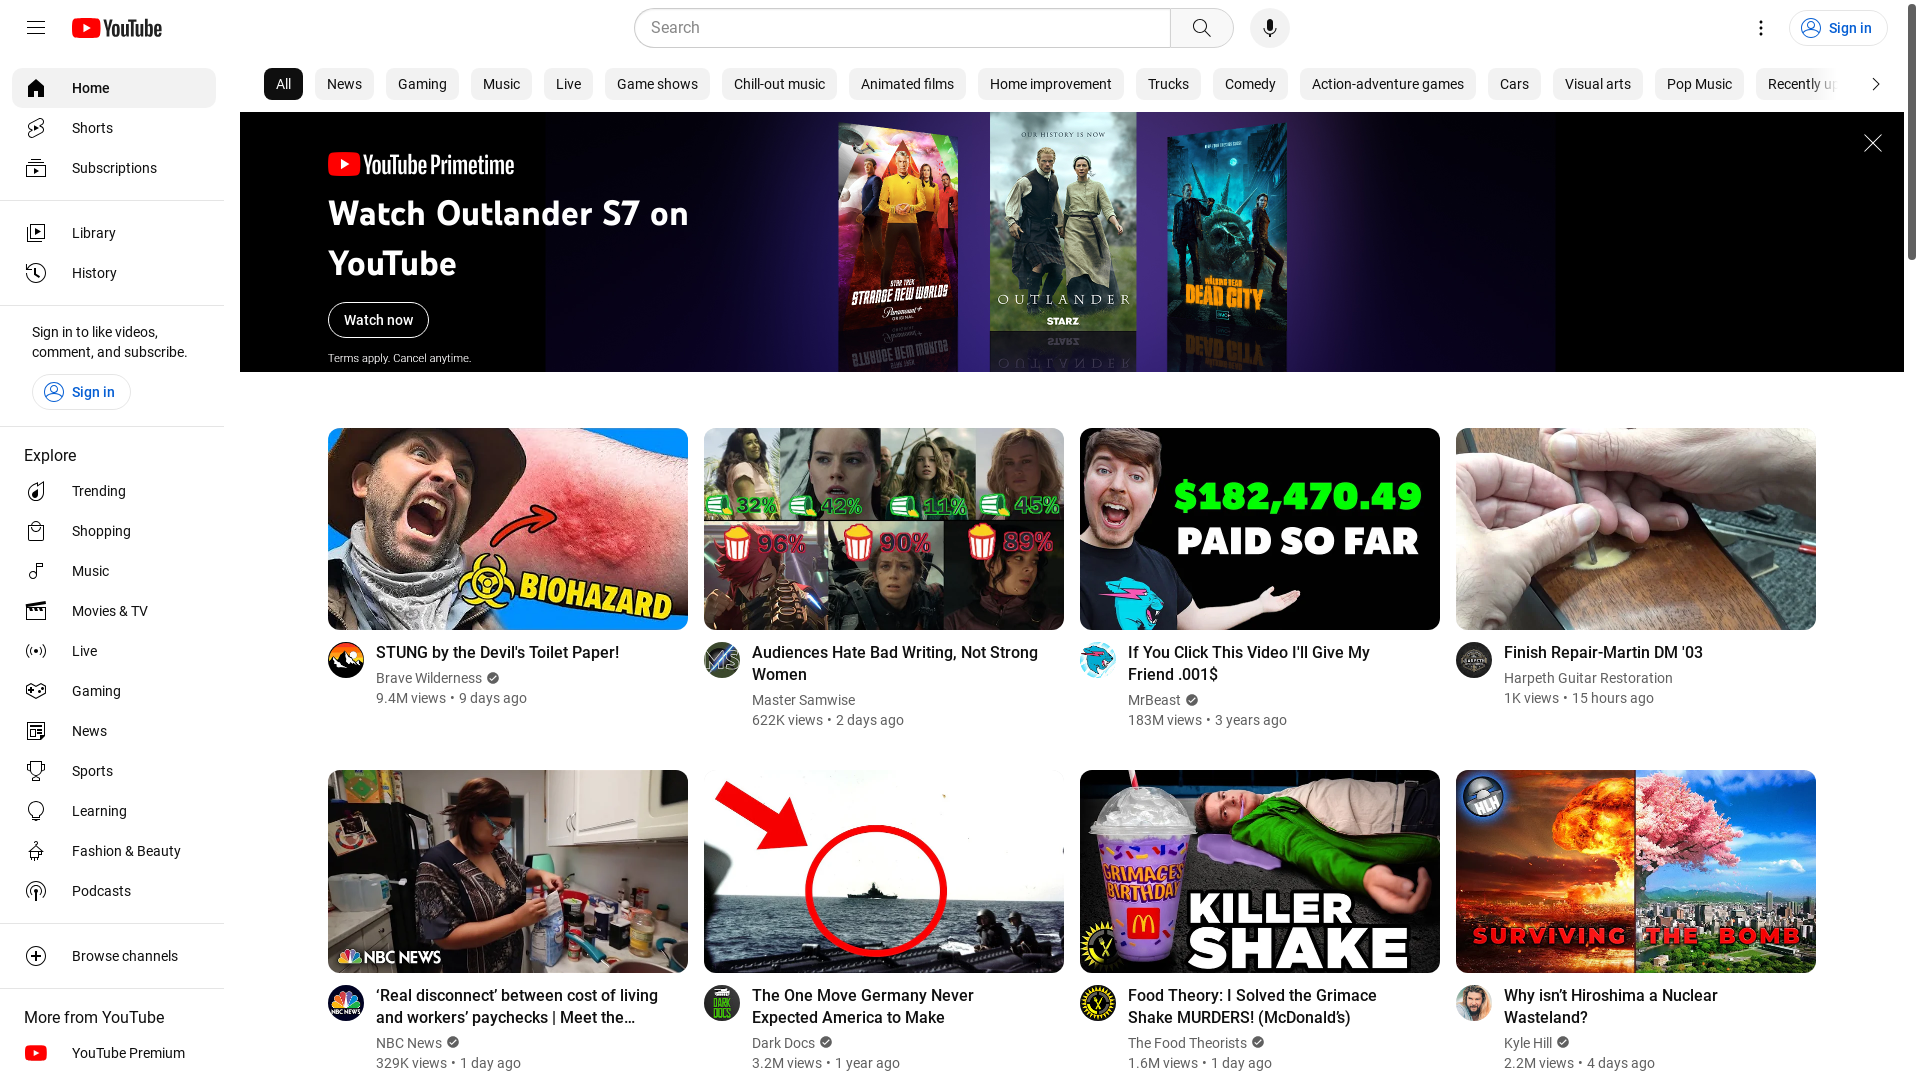 YouTube
Search
Sign in
Home
Shorts
Subscriptions
Library
History
Sign in to like videos,
comment, and subscribe.
Sign in
Explore
Trending
Shopping
Music
Movies & TV
Live
Gaming
News
Sports
Learning
Fashion & Beauty
Podcasts
Browse channels
More from YouTube
YouTube Premium
All
News
Gaming
Music
Live
Game shows
Chill-out music
Animated films
Home improvement
Trucks
Comedy
Action-adventure games
Cars
Visual arts
Pop Music
Recently up
YouTube Primetime
Watch Outlander S7 on
YouTube
Watch now
Terms apply. Cancel anytime.
STAR TREK
STRANGE NEW WORLDS
Paramount+
ORIGINAL
OUR HISTORY IS NOW
OUTLANDER
STARZ
THE WALKING DEAD
DEAD CITY
BIOHAZARD
STUNG by the Devil's Toilet Paper!
Brave Wilderness
9.4M views • 9 days ago
32%
42%
11%
45%
96%
90%
89%
MS
Audiences Hate Bad Writing, Not Strong
Women
Master Samwise
622K views • 2 days ago
$182,470.49
PAID SO FAR
If You Click This Video I'll Give My
Friend .001$
MrBeast
183M views • 3 years ago
HARPETH
Finish Repair-Martin DM '03
Harpeth Guitar Restoration
1K views • 15 hours ago
NBC NEWS
NBC NEWS
‘Real disconnect’ between cost of living
and workers’ paychecks | Meet the…
NBC News
329K views • 1 day ago
DARK
DOCS
The One Move Germany Never
Expected America to Make
Dark Docs
3.2M views • 1 year ago
GRIMACE'S
BIRTHDAY
KILLER
SHAKE
Food Theory: I Solved the Grimace
Shake MURDERS! (McDonald’s)
The Food Theorists
1.6M views • 1 day ago
HLH
SURVIVING THE BOMB
Why isn’t Hiroshima a Nuclear
Wasteland?
Kyle Hill
2.2M views • 4 days ago